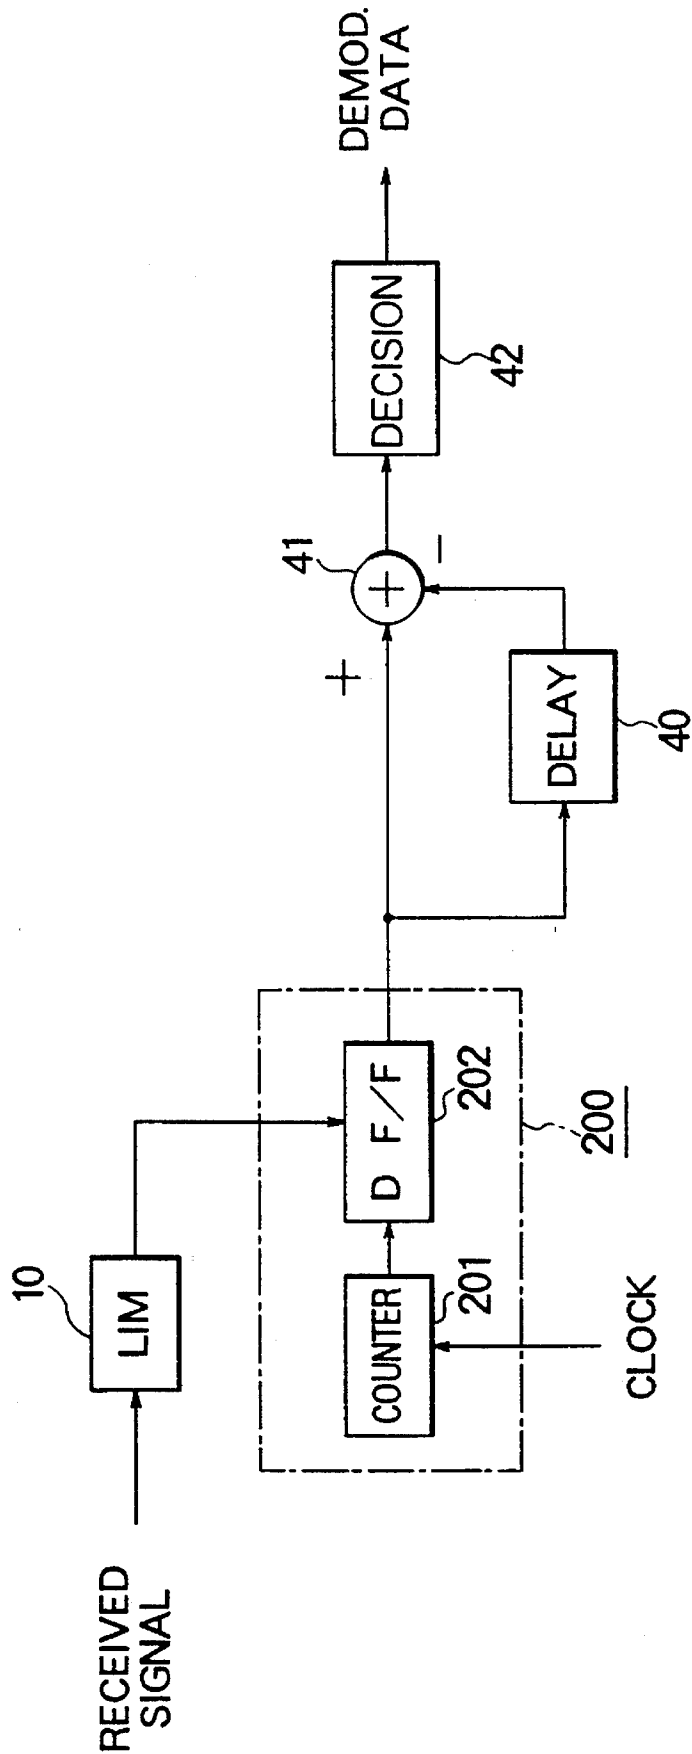 RECEIVED
SIGNAL
10
LIM
COUNTER
201
CLOCK
D F/F
202
200
+
DELAY
40
41
+
−
DECISION
42
DEMOD.
DATA